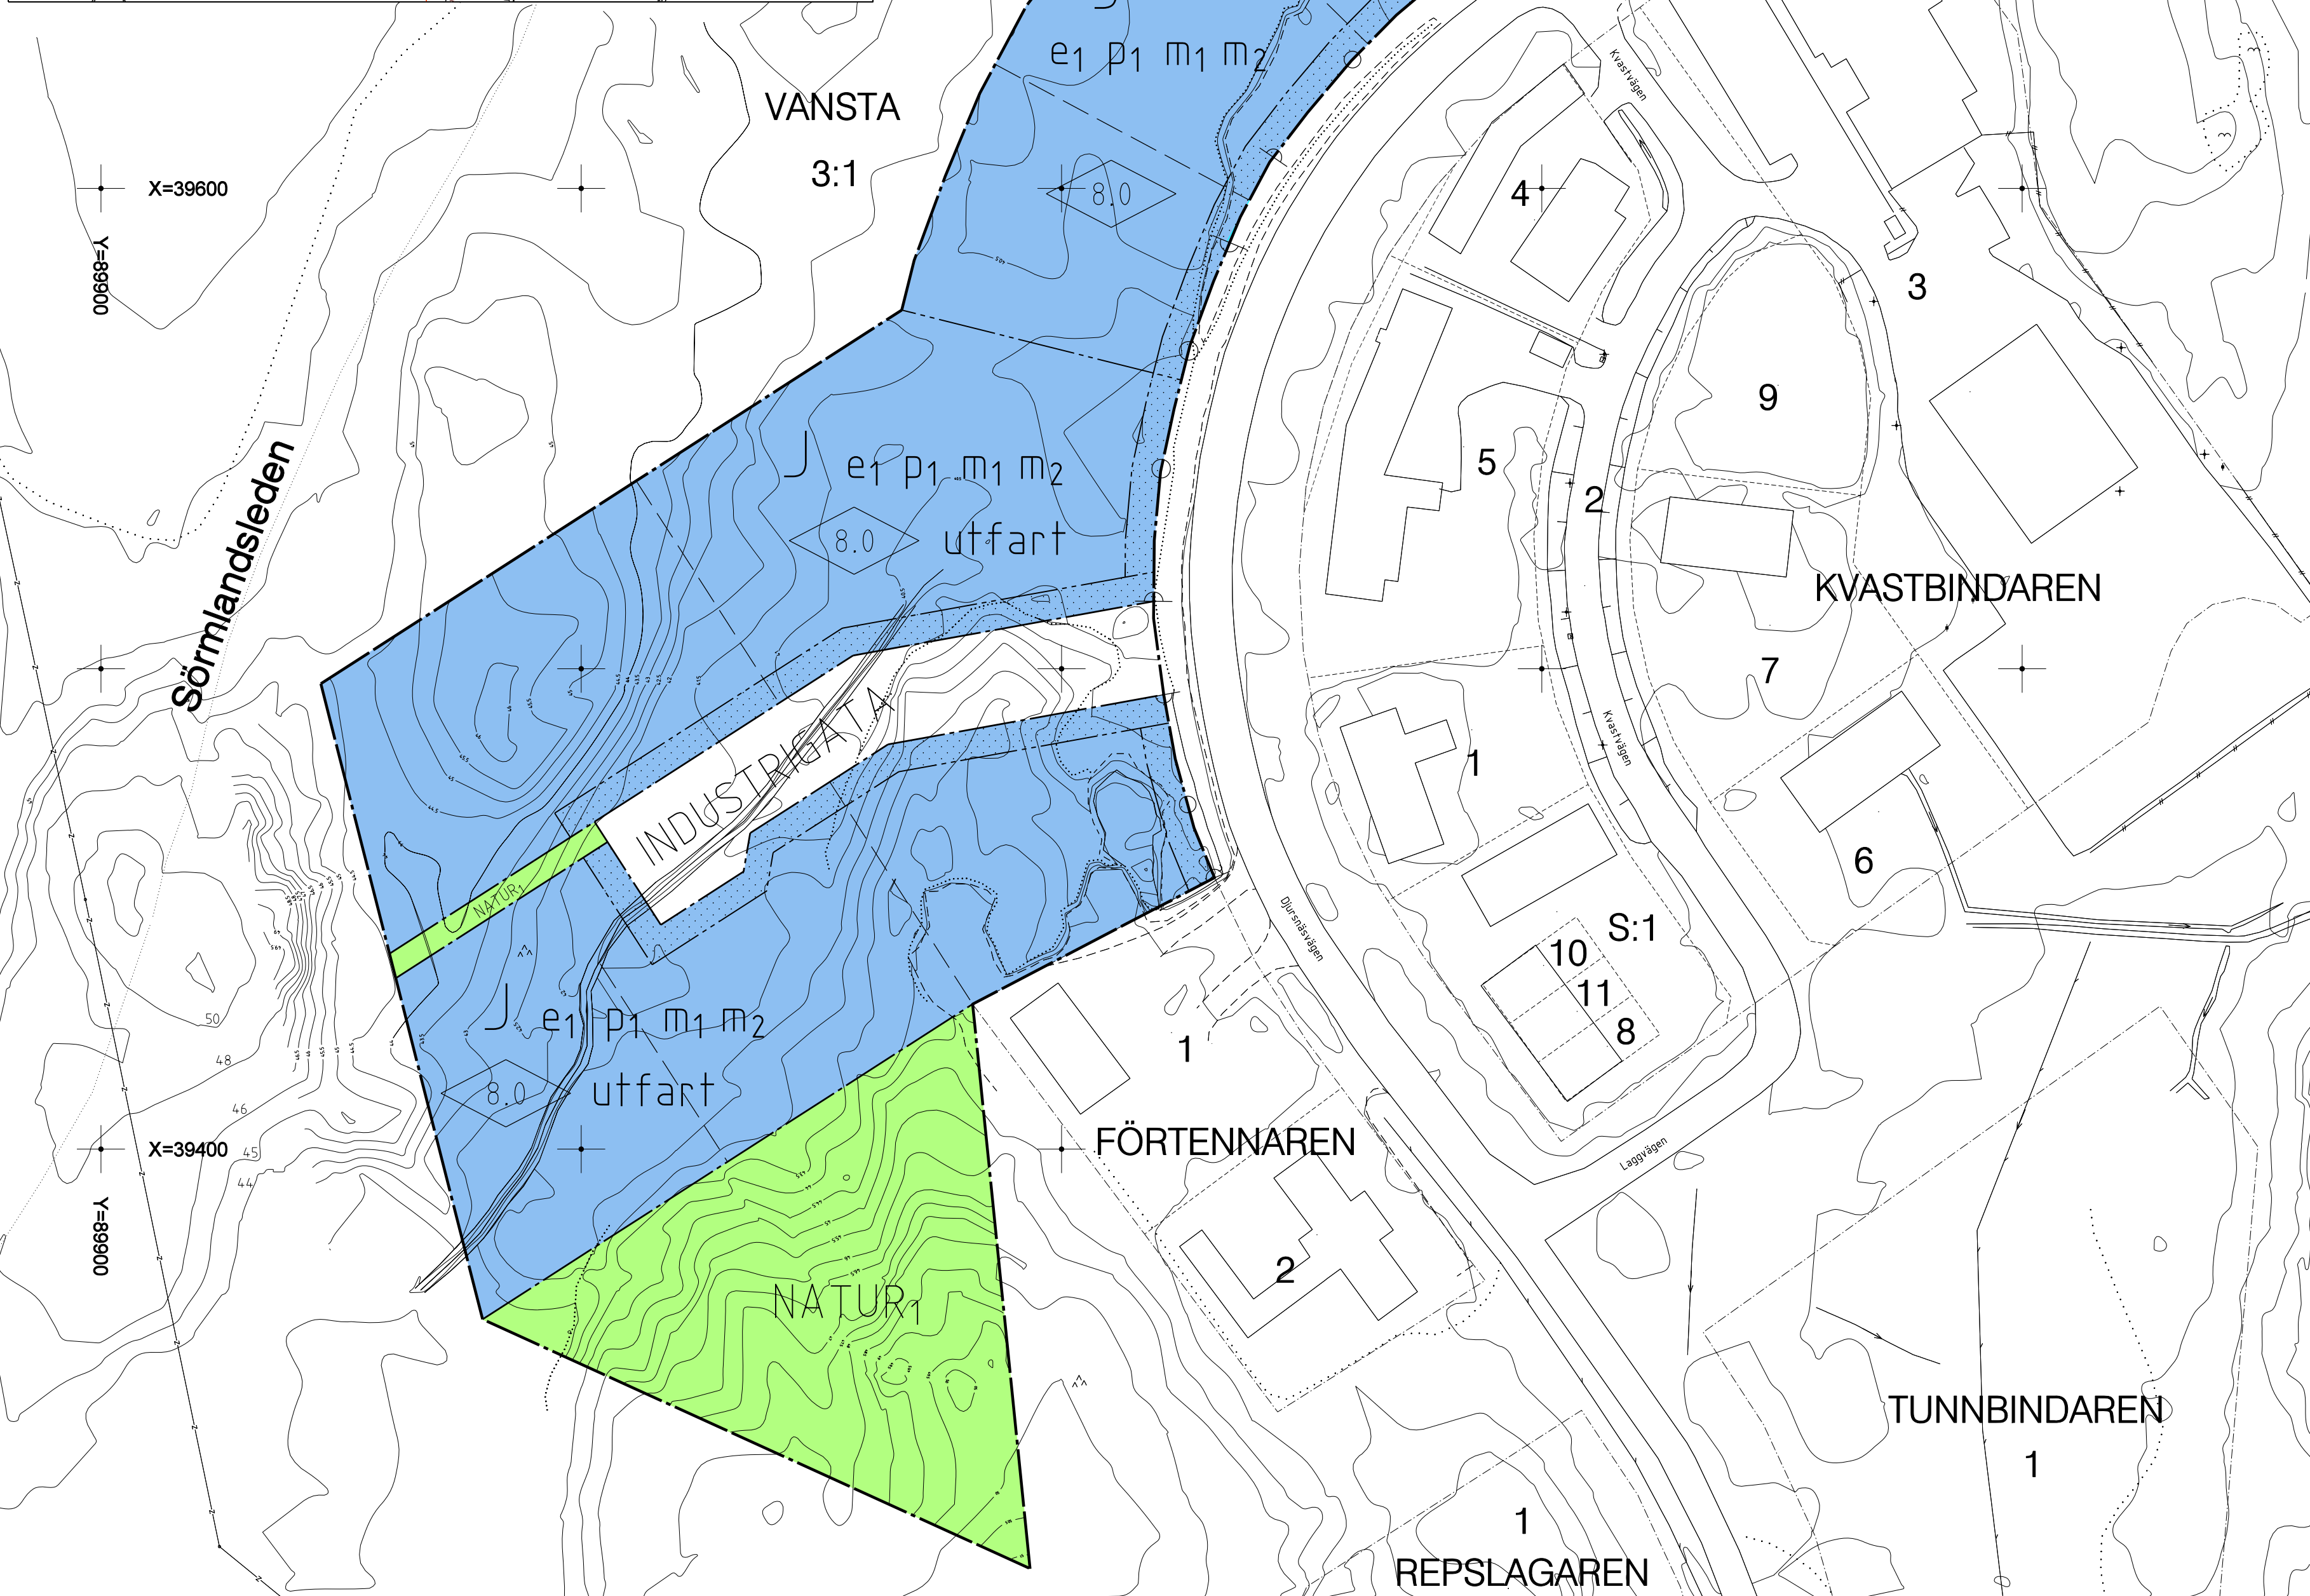 e1 p1 m1 m2
Kvastvägen
VANSTA
3:1
X=39600
Y=89900
8.0
4
3
Sörmlandsleden
9
J e1 p1 m1 m2
5
2
8.0 utfart
KVASTBINDAREN
7
INDUSTRIGATA
Kvastvägen
1
6
NATUR1
Djursnäsvägen
S:1
10
11
8
50
J e1 p1 m1 m2
48
1
8.0 utfart
46
X=39400
45
44
FÖRTENNAREN
Laggvägen
Y=89900
2
NATUR1
TUNNBINDAREN
1
1
REPSLAGAREN